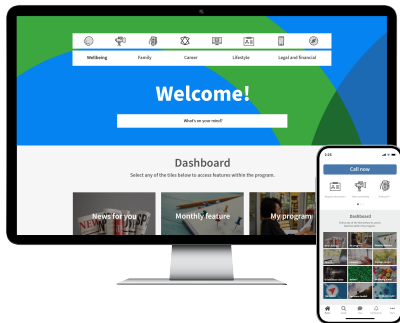 Wellbeing
Family
Career
Lifestyle
Legal and financial
Welcome!
What's on your mind?
Dashboard
Select any of the tiles below to access features within the program.
News for you
Monthly feature
My program
Call now
Dashboard